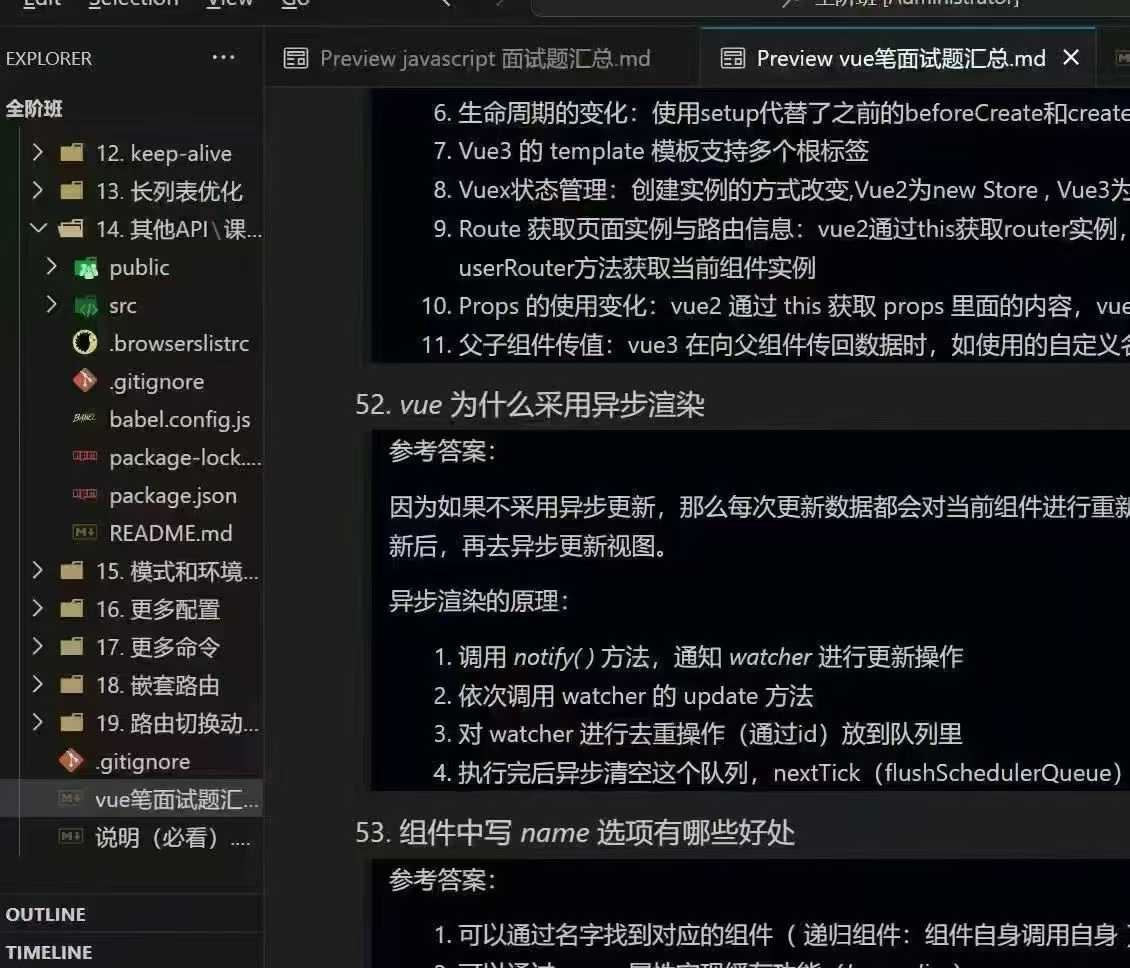 Edit Selection View Go
全阶班 [Administrator]
EXPLORER
Preview javascript 面试题汇总.md
Preview vue笔面试题汇总.md
全阶班
12. keep-alive
13. 长列表优化
14. 其他API\课...
public
src
.browserslistrc
.gitignore
babel.config.js
package-lock....
package.json
README.md
15. 模式和环境...
16. 更多配置
17. 更多命令
18. 嵌套路由
19. 路由切换动...
.gitignore
vue笔面试题汇...
说明（必看）....
OUTLINE
TIMELINE
6. 生命周期的变化：使用setup代替了之前的beforeCreate和create
7. Vue3 的 template 模板支持多个根标签
8. Vuex状态管理：创建实例的方式改变,Vue2为new Store , Vue3为
9. Route 获取页面实例与路由信息：vue2通过this获取router实例，
userRouter方法获取当前组件实例
10. Props 的使用变化：vue2 通过 this 获取 props 里面的内容，vue
11. 父子组件传值：vue3 在向父组件传回数据时，如使用的自定义名
52. vue 为什么采用异步渲染
参考答案：
因为如果不采用异步更新，那么每次更新数据都会对当前组件进行重新
新后，再去异步更新视图。
异步渲染的原理：
1. 调用 notify( ) 方法，通知 watcher 进行更新操作
2. 依次调用 watcher 的 update 方法
3. 对 watcher 进行去重操作（通过id）放到队列里
4. 执行完后异步清空这个队列，nextTick（flushSchedulerQueue）
53. 组件中写 name 选项有哪些好处
参考答案：
1. 可以通过名字找到对应的组件（ 递归组件：组件自身调用自身 ）